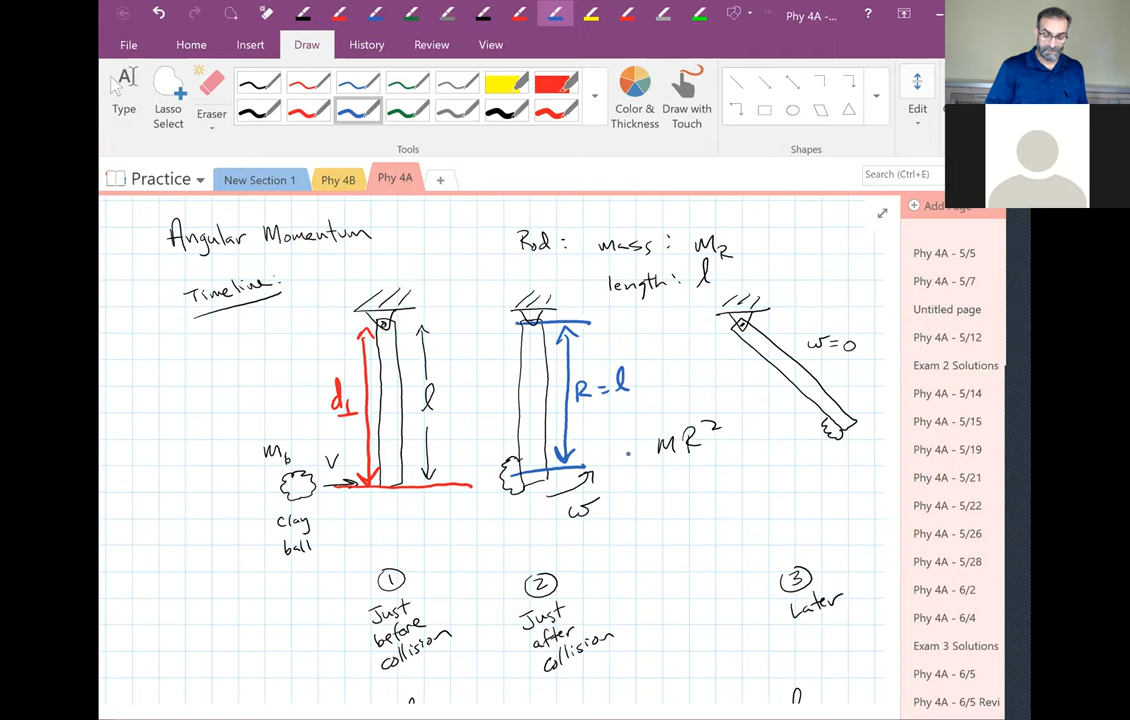 Phy 4A -...
?
File
Home
Insert
Draw
History
Review
View
Type
Lasso
Select
Eraser
Color &
Thickness
Draw with
Touch
Edit
Tools
Shapes
Practice
New Section 1
Phy 4B
Phy 4A
+
Search (Ctrl+E)
Add Page
Phy 4A - 5/5
Phy 4A - 5/7
Untitled page
Phy 4A - 5/12
Exam 2 Solutions
Phy 4A - 5/14
Phy 4A - 5/15
Phy 4A - 5/19
Phy 4A - 5/21
Phy 4A - 5/22
Phy 4A - 5/26
Phy 4A - 5/28
Phy 4A - 6/2
Phy 4A - 6/4
Exam 3 Solutions
Phy 4A - 6/5
Phy 4A - 6/5 Revi
Angular Momentum
Timeline:
Rod: mass: m_R
length: l
d⊥
l
m_b
v
clay
ball
R = l
ω
MR²
ω=0
①
Just
before
collision
②
Just
after
collision
③
Later